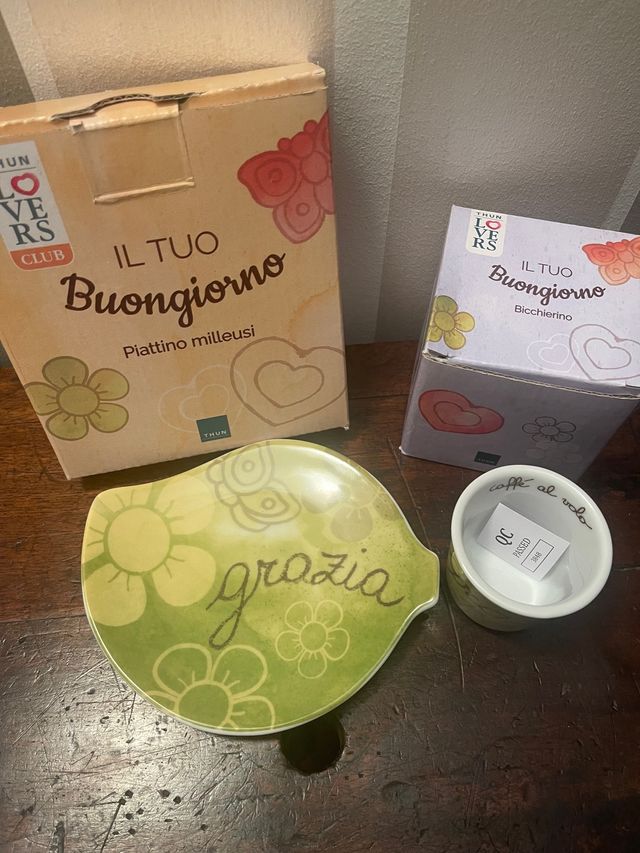 THUN
LOVERS
CLUB
IL TUO
Buongiorno
Piattino milleusi
THUN
THUN
LOVERS
IL TUO
Buongiorno
Bicchierino
grazia
caffè al volo
QC
PASSED
3848